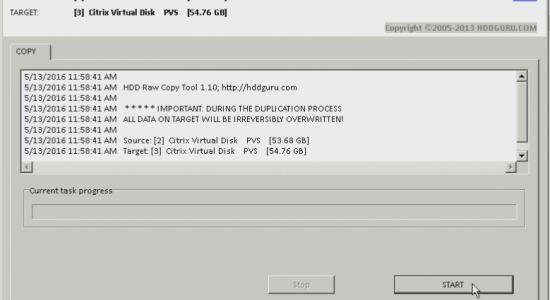 TARGET: [3] Citrix Virtual Disk PVS [54.76 GB]
Copyright ©2005-2013 HDDGURU.COM
COPY
5/13/2016 11:58:41 AM
5/13/2016 11:58:41 AM HDD Raw Copy Tool 1.10; http://hddguru.com
5/13/2016 11:58:41 AM
5/13/2016 11:58:41 AM * * * * * IMPORTANT: DURING THE DUPLICATION PROCESS
5/13/2016 11:58:41 AM ALL DATA ON TARGET WILL BE IRREVERSIBLY OVERWRITTEN!
5/13/2016 11:58:41 AM
5/13/2016 11:58:41 AM Source: [2] Citrix Virtual Disk PVS [53.68 GB]
5/13/2016 11:58:41 AM Target: [3] Citrix Virtual Disk PVS [54.76 GB]
Current task progress
Stop
START